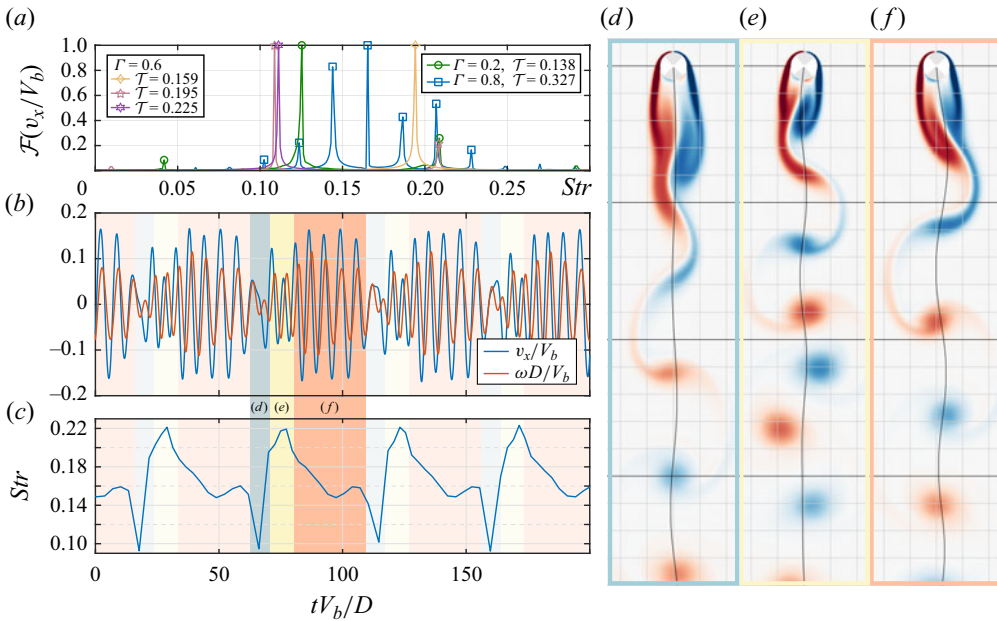 (a)
(d)
(e)
(f)
1.0
0.8
0.6
0.4
0.2
ℱ(v_x/V_b)
Γ = 0.6
𝒯 = 0.159
𝒯 = 0.195
𝒯 = 0.225
Γ = 0.2, 𝒯 = 0.138
Γ = 0.8, 𝒯 = 0.327
0
0.05
0.10
0.15
0.20
0.25
Str
(b)
0.2
0.1
0
−0.1
−0.2
v_x/V_b
ωD/V_b
(c)
(d)
(e)
(f)
0.22
0.18
0.14
0.10
Str
0
50
100
150
tV_b/D